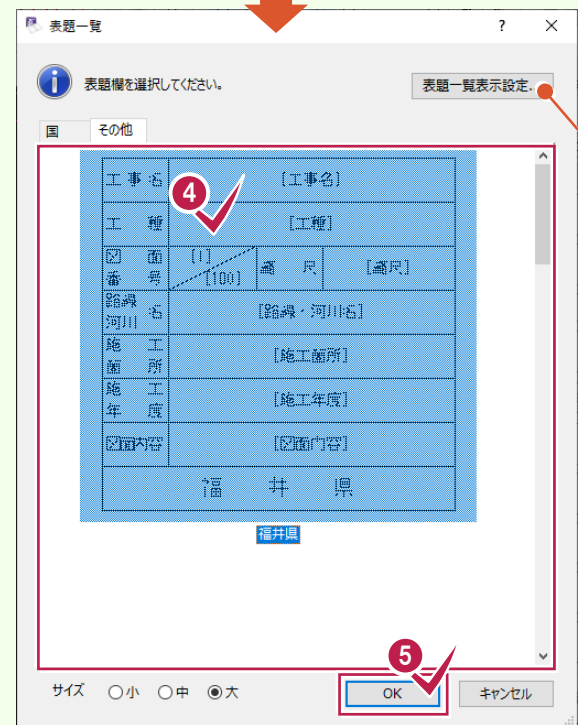 表題一覧 ?
表題欄を選択してください。 表題一覧表示設定...
国 その他
工事名 [工事名]
4
工種 [工種]
図面番号 [1]/[100] 縮尺 [縮尺]
路線河川名 [路線・河川名]
施工箇所 [施工箇所]
施工年度 [施工年度]
図面内容 [図面内容]
福井県
福井県
5
サイズ 小 中 大 OK キャンセル